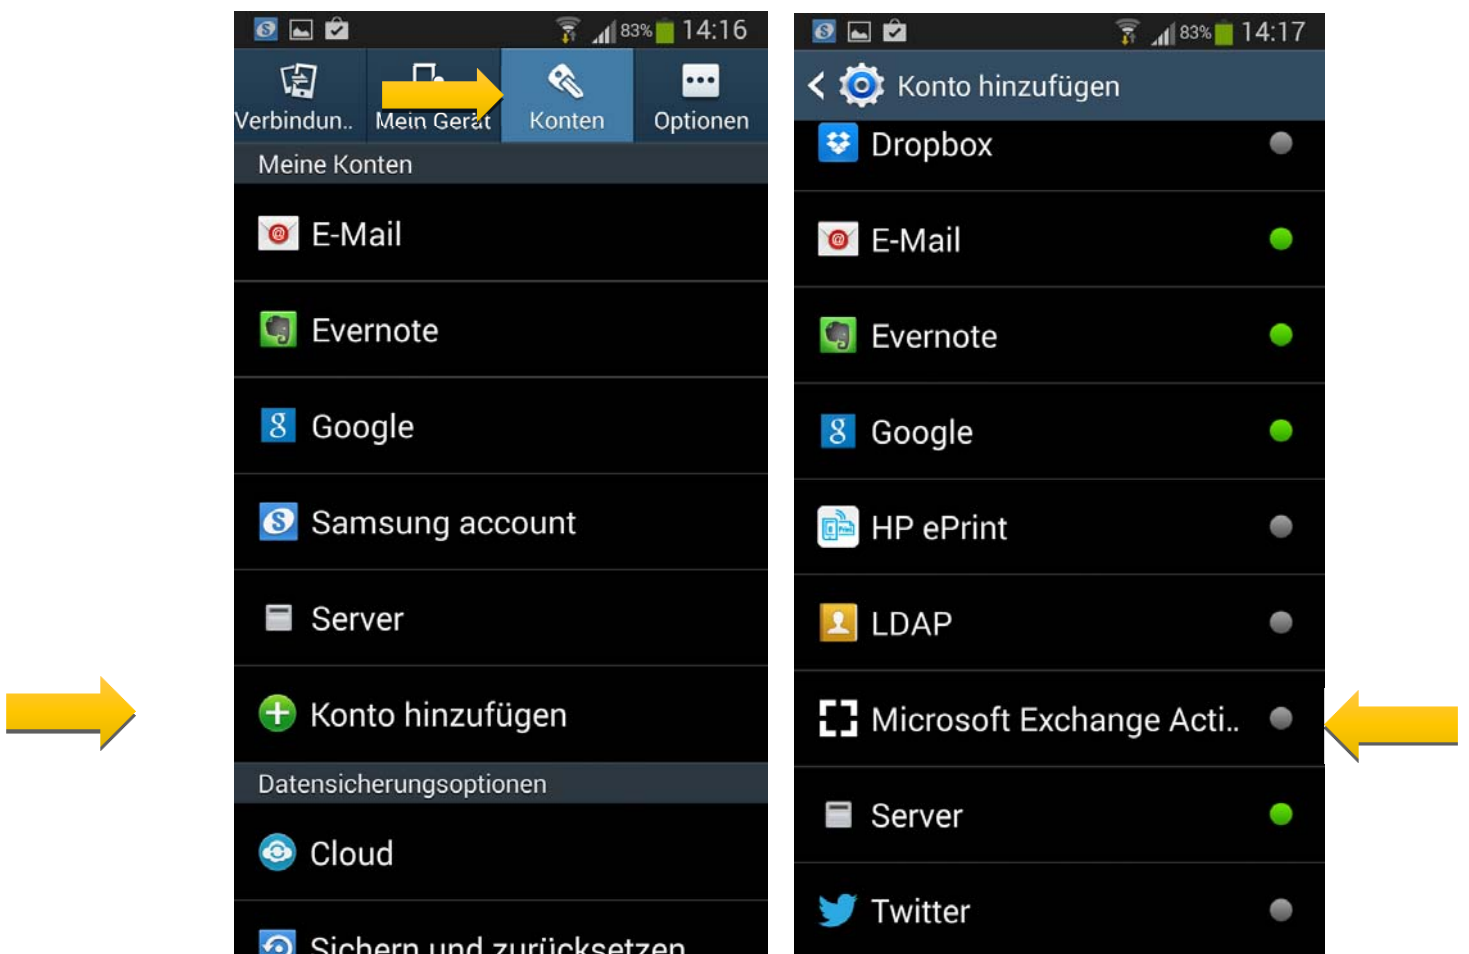 83% 14:16
Verbindun.. Mein Gerät Konten Optionen
Meine Konten
E-Mail
Evernote
Google
Samsung account
Server
Konto hinzufügen
Datensicherungsoptionen
Cloud
Sichern und zurücksetzen
83% 14:17
Konto hinzufügen
Dropbox
E-Mail
Evernote
Google
HP ePrint
LDAP
Microsoft Exchange Acti..
Server
Twitter